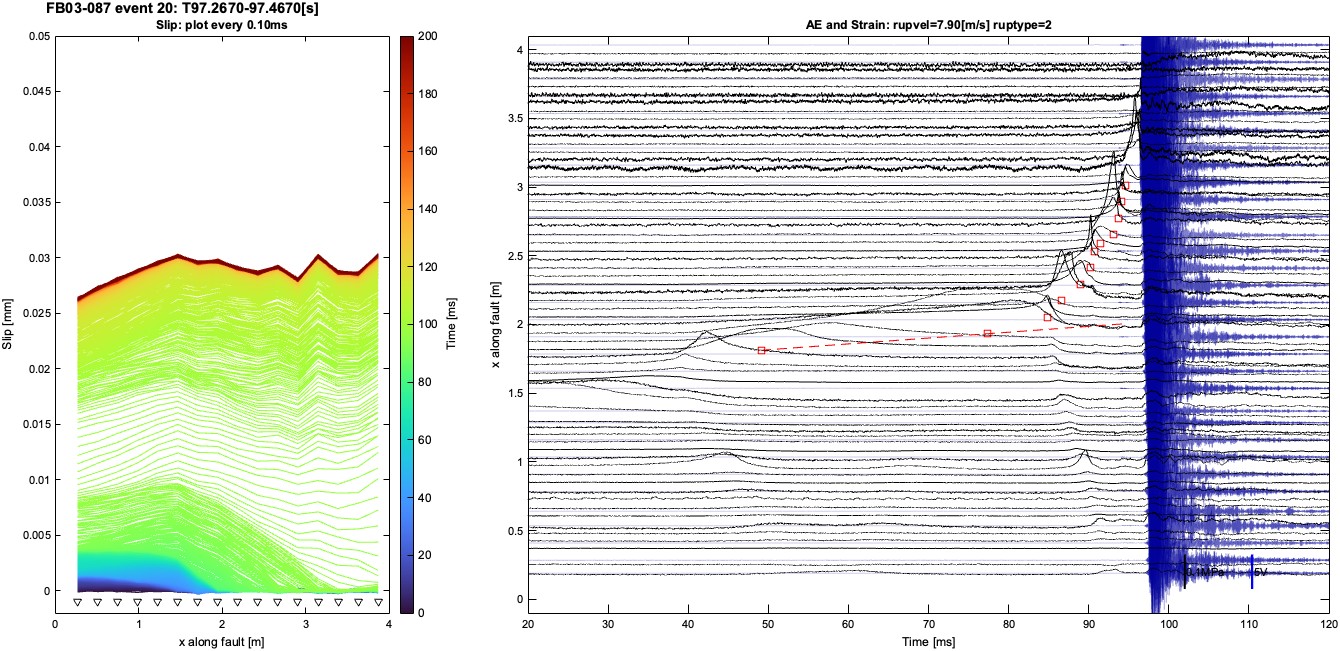 FB03-087 event 20: T97.2670-97.4670[s]
Slip: plot every 0.10ms
0.05
0.045
0.04
0.035
0.03
0.025
0.02
0.015
0.01
0.005
0
Slip [mm]
0 1 2 3 4
x along fault [m]
200
180
160
140
120
100
80
60
40
20
0
Time [ms]
AE and Strain: rupvel=7.90[m/s] ruptype=2
4
3.5
3
2.5
2
1.5
1
0.5
0
x along fault [m]
0.1MPa 5V
20 30 40 50 60 70 80 90 100 110 120
Time [ms]